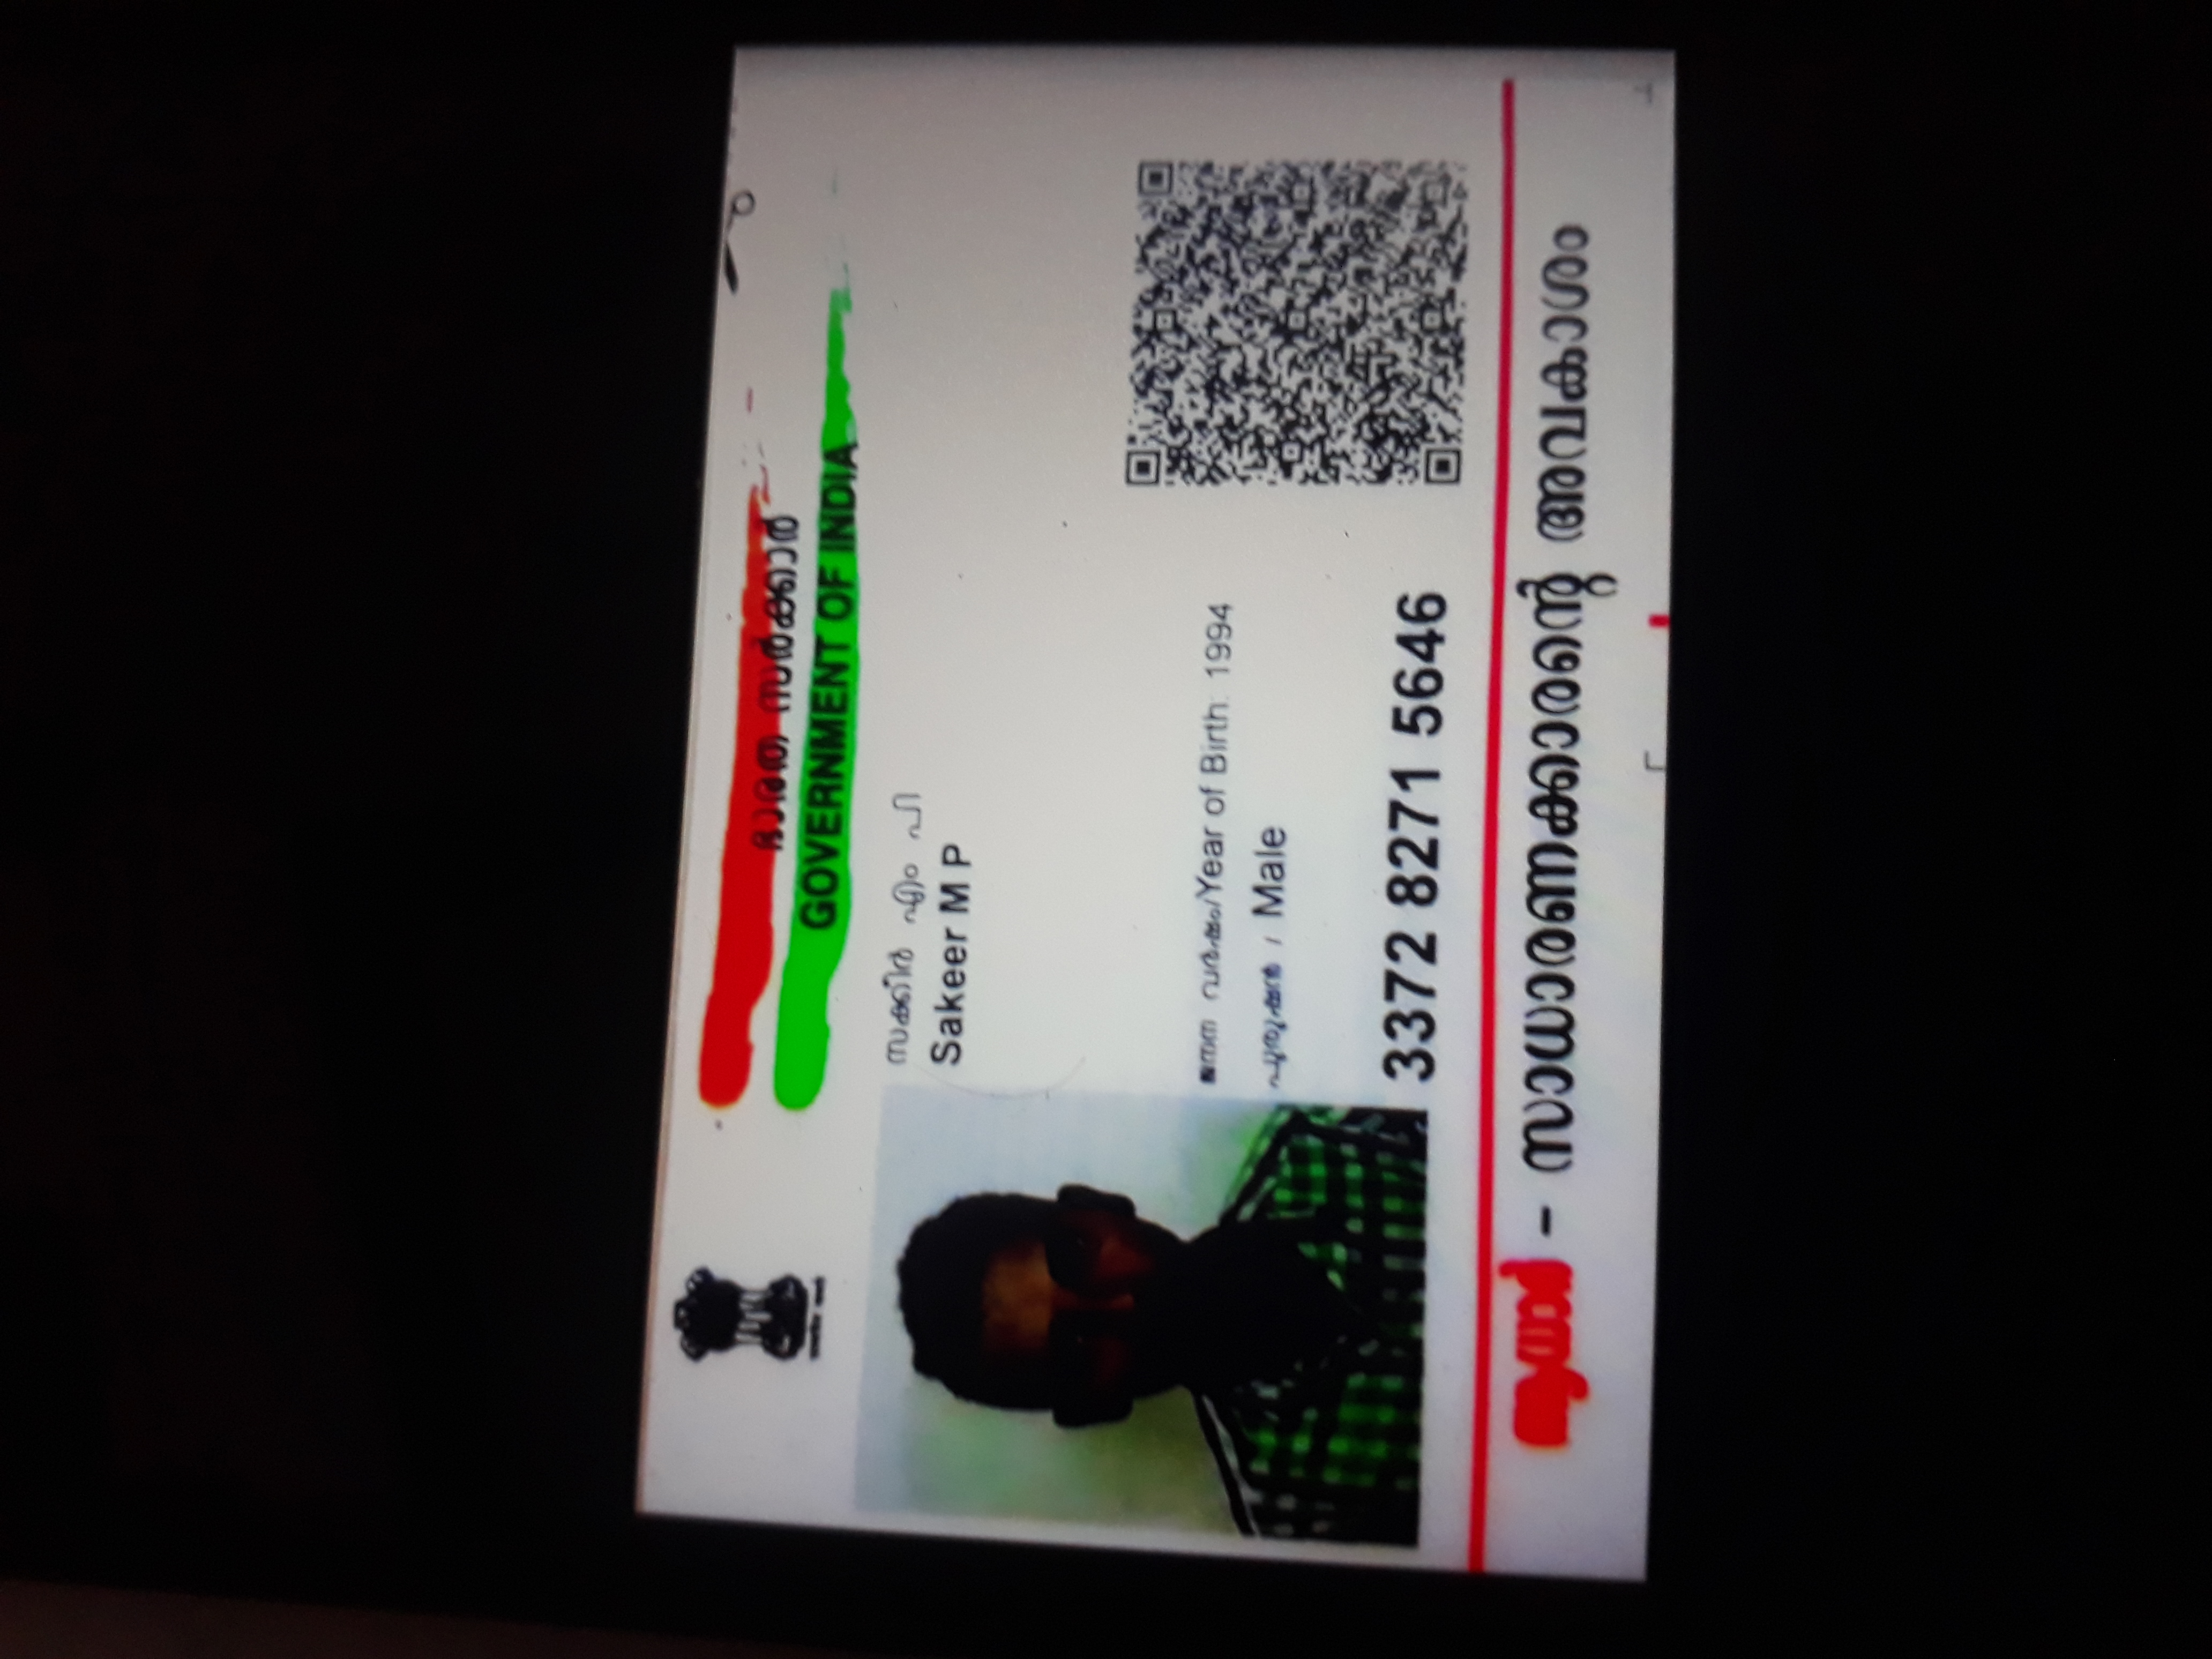 ഭാരത സർക്കാർ
GOVERNMENT OF INDIA
സക്കീർ എം പി
Sakeer M P
ജനന വർഷം/Year of Birth: 1994
പുരുഷൻ / Male
3372 8271 5646
ആധാർ - സാധാരണക്കാരന്റെ അവകാശം